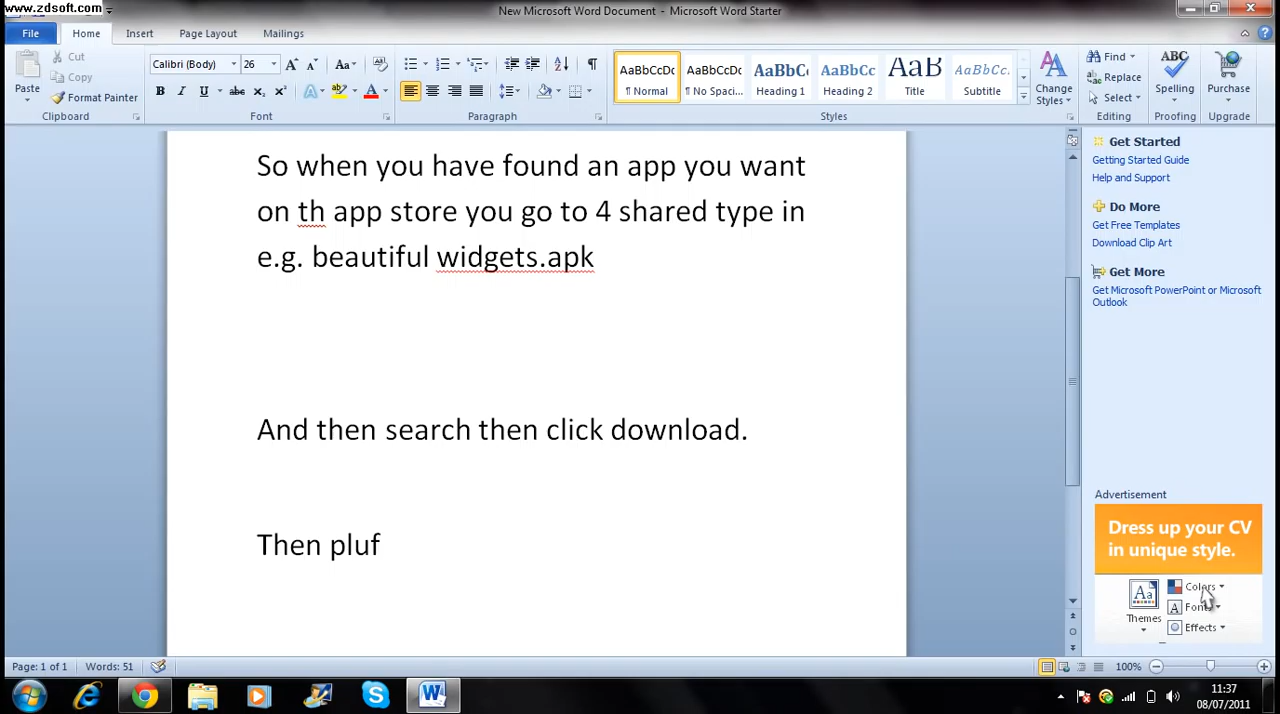 www.zdsoft.com
New Microsoft Word Document - Microsoft Word Starter
File Home Insert Page Layout Mailings
Cut
Copy
Format Painter
Paste
Clipboard
Calibri (Body) 26
Font
Paragraph
AaBbCcDc AaBbCcDc AaBbC AaBbCc AaB AaBbCc.
¶ Normal ¶ No Spaci... Heading 1 Heading 2 Title Subtitle
Change Styles
Styles
Find
Replace
Select
Editing
ABC
Spelling
Proofing
Purchase
Upgrade
So when you have found an app you want
on th app store you go to 4 shared type in
e.g. beautiful widgets.apk
And then search then click download.
Then pluf
Get Started
Getting Started Guide
Help and Support
Do More
Get Free Templates
Download Clip Art
Get More
Get Microsoft PowerPoint or Microsoft
Outlook
Advertisement
Dress up your CV
in unique style.
Aa
Themes
Colors
A
Effects
Page: 1 of 1 Words: 51
100%
11:37
08/07/2011